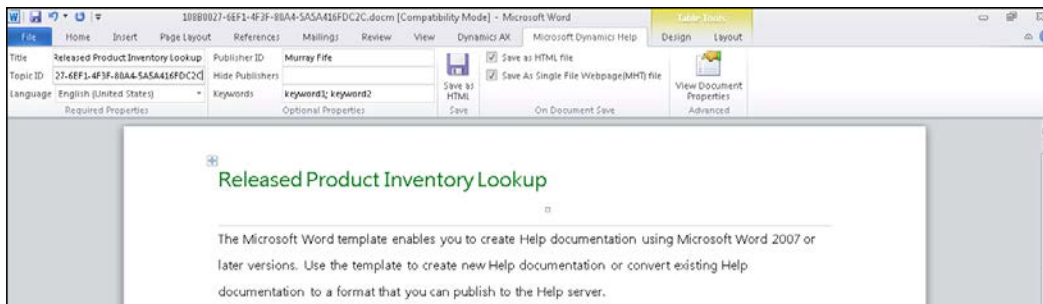 10BB0027-6EF1-4F3F-80A4-5A5A416FDC2C.docm [Compatibility Mode] - Microsoft Word
Table Tools
File Home Insert Page Layout References Mailings Review View Dynamics AX Microsoft Dynamics Help Design Layout
Title Released Product Inventory Lookup Publisher ID Murray Fife Save as HTML file
Topic ID 27-6EF1-4F3F-80A4-5A5A416FDC2C Hide Publishers Save As Single File Webpage(MHT) file
Language English (United States) Keywords keyword1; keyword2
Save as HTML
View Document Properties
Required Properties Optional Properties Save On Document Save Advanced
Released Product Inventory Lookup
The Microsoft Word template enables you to create Help documentation using Microsoft Word 2007 or
later versions. Use the template to create new Help documentation or convert existing Help
documentation to a format that you can publish to the Help server.